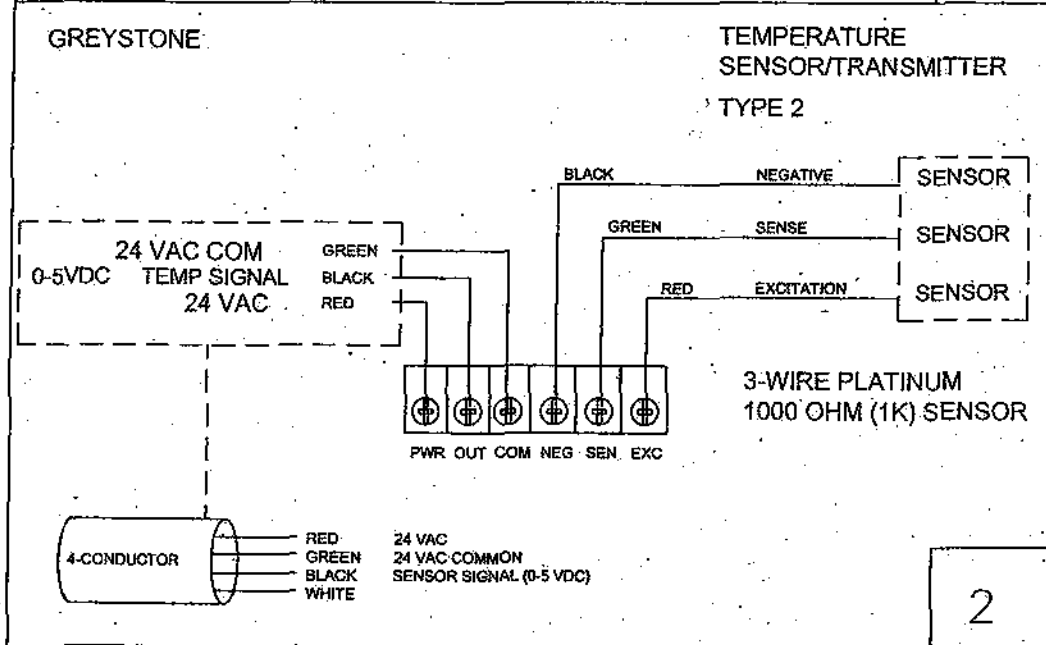 GREYSTONE
TEMPERATURE
SENSOR/TRANSMITTER
TYPE 2
BLACK NEGATIVE SENSOR
GREEN SENSE SENSOR
RED EXCITATION SENSOR
24 VAC COM GREEN
0-5VDC TEMP SIGNAL BLACK
24 VAC RED
3-WIRE PLATINUM
1000 OHM (1K) SENSOR
PWR OUT COM NEG SEN EXC
4-CONDUCTOR
RED 24 VAC
GREEN 24 VAC COMMON
BLACK SENSOR SIGNAL (0-5 VDC)
WHITE
2